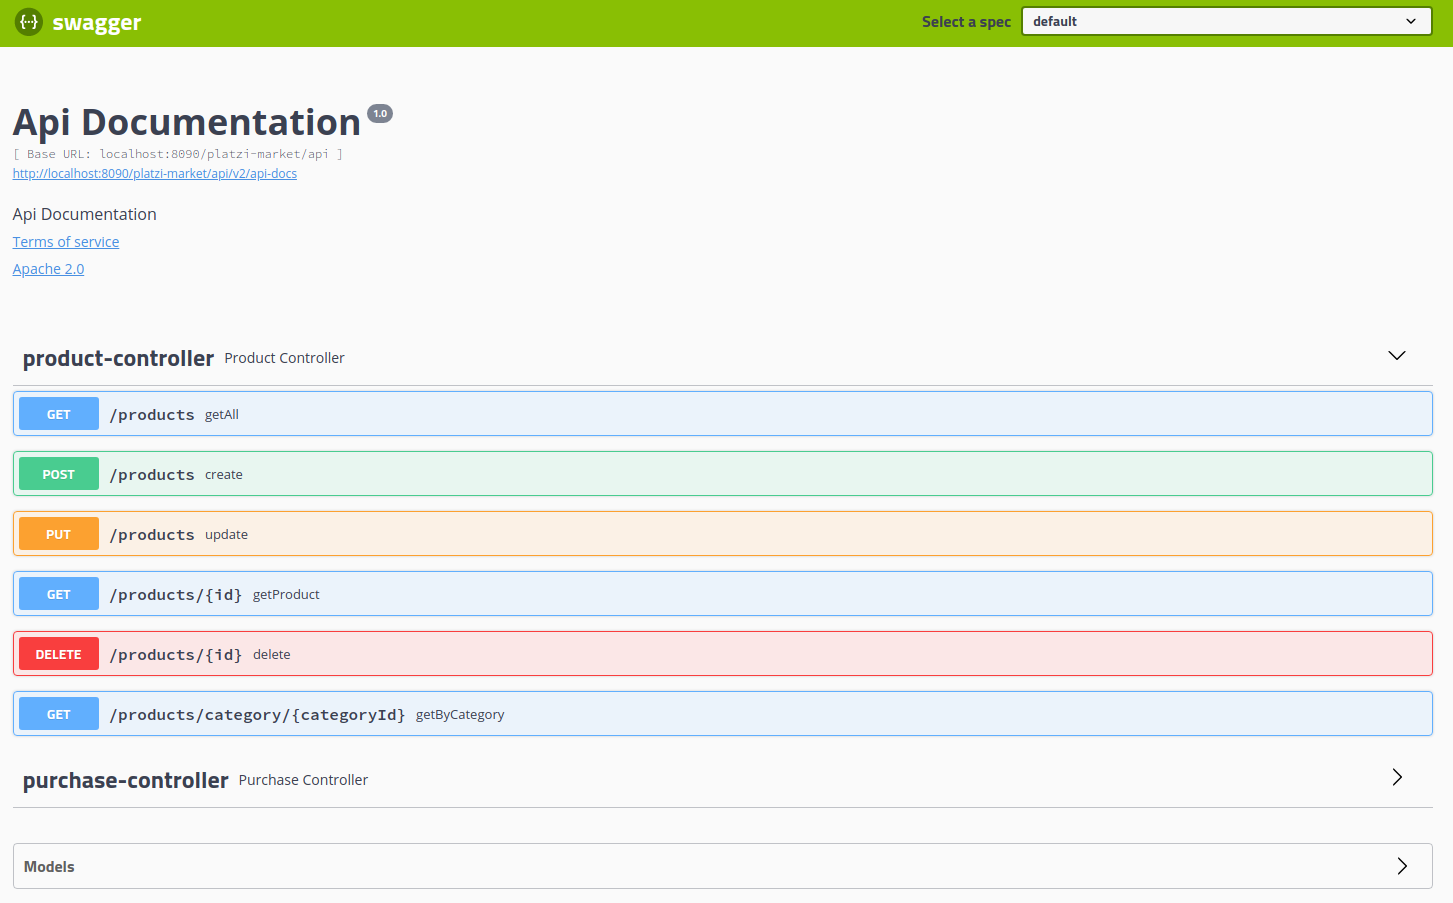 {···} swagger
Select a spec default
Api Documentation 1.0
[ Base URL: localhost:8090/platzi-market/api ]
http://localhost:8090/platzi-market/api/v2/api-docs
Api Documentation
Terms of service
Apache 2.0
product-controller Product Controller
GET /products getAll
POST /products create
PUT /products update
GET /products/{id} getProduct
DELETE /products/{id} delete
GET /products/category/{categoryId} getByCategory
purchase-controller Purchase Controller
Models